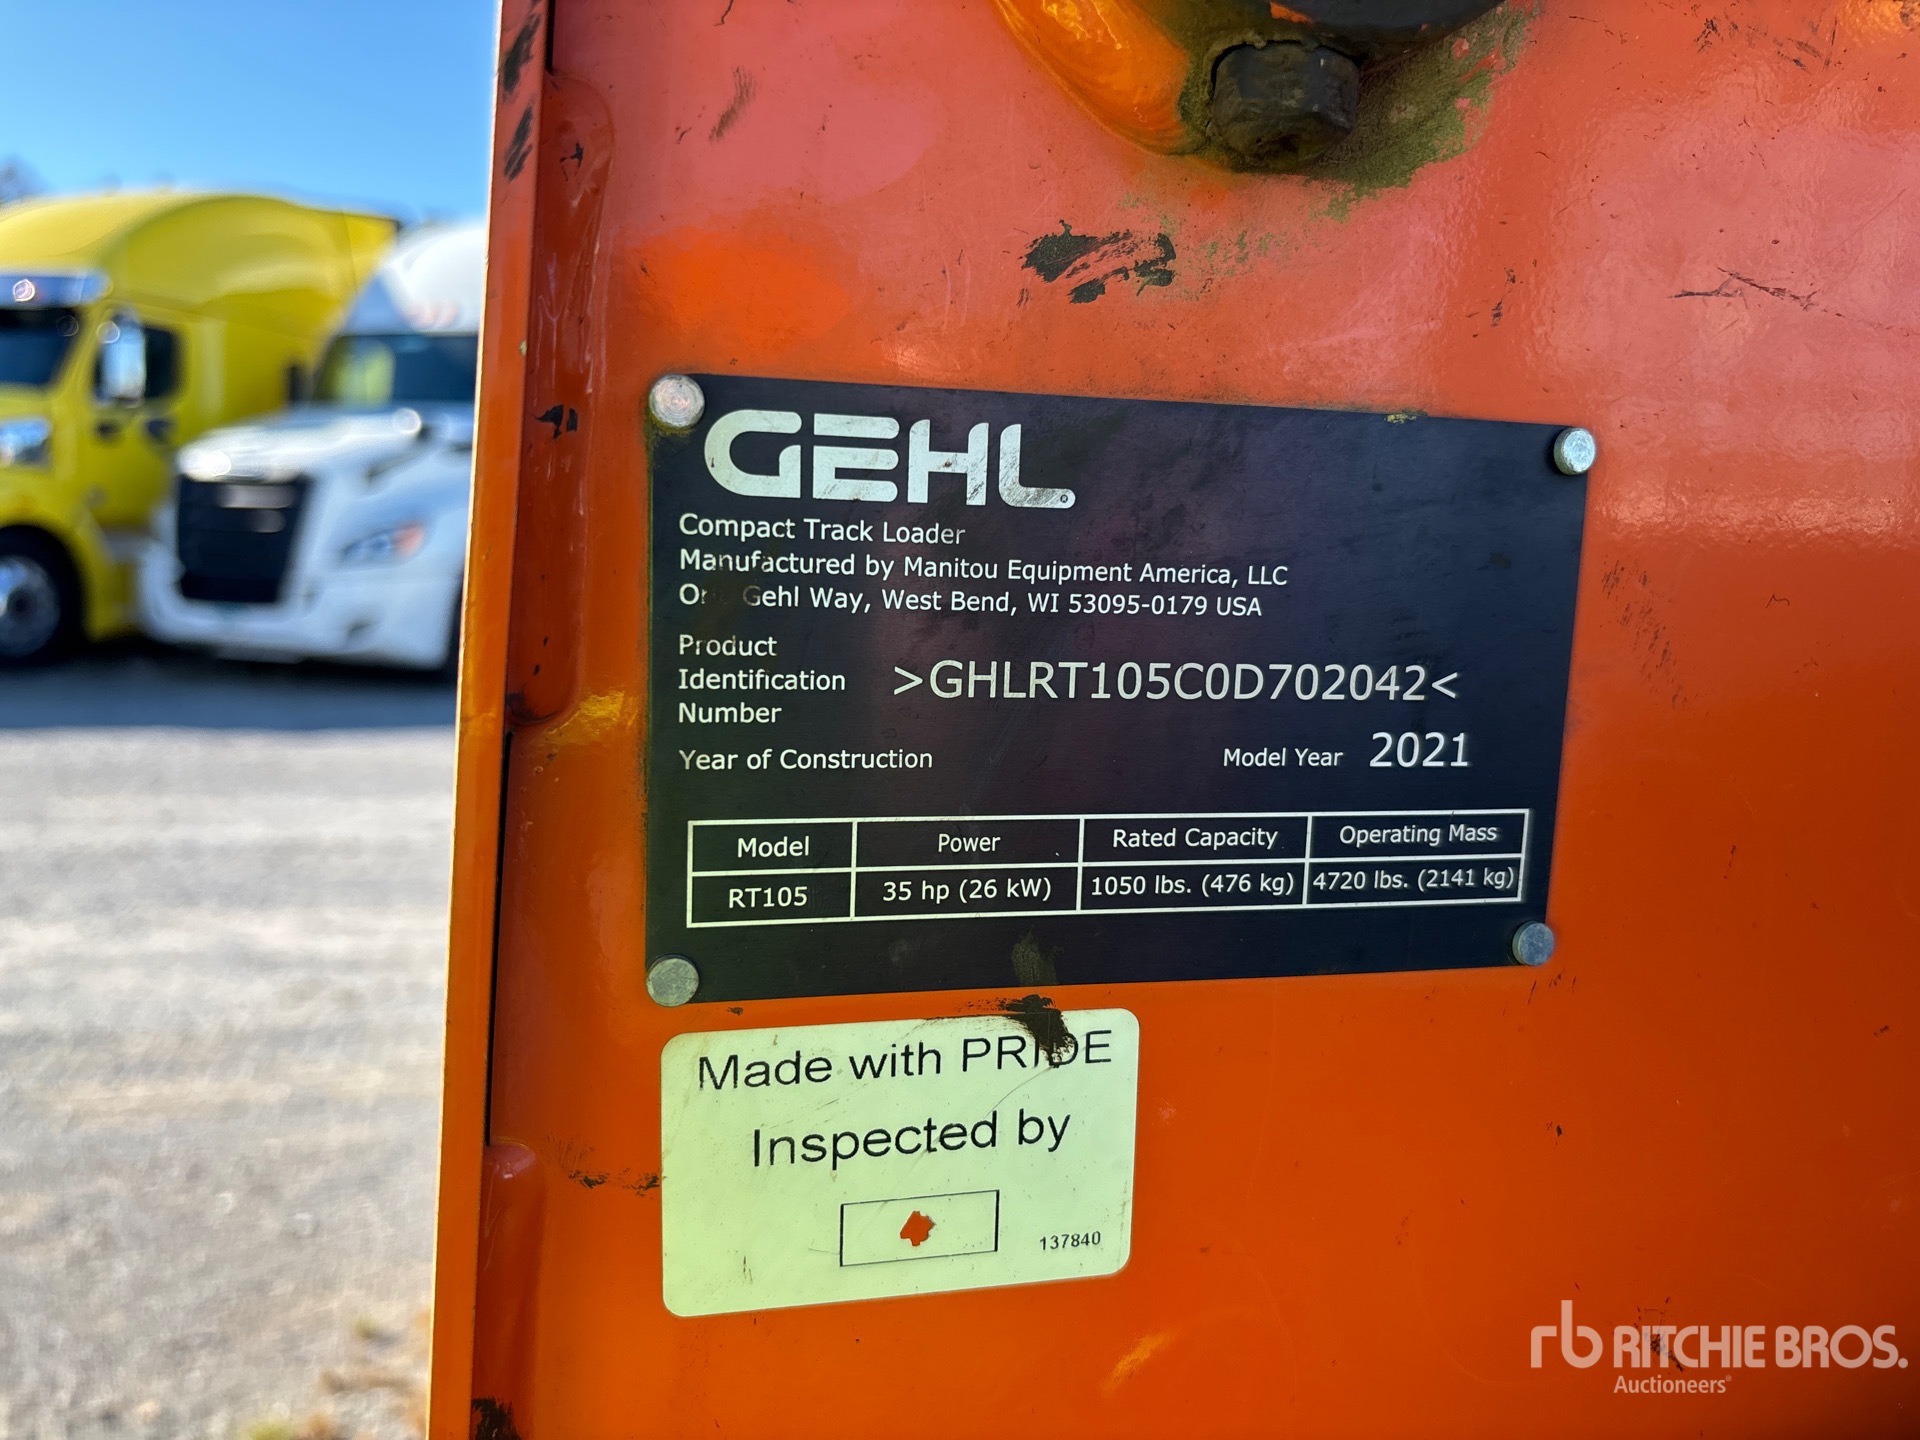 GEHL®
Compact Track Loader
Manufactured by Manitou Equipment America, LLC
Gehl Way, West Bend, WI 53095-0179 USA
Product
Identification
Number
>GHLRT105C0D702042<
Year of Construction
Model Year 2021
Model Power Rated Capacity Operating Mass
RT105 35 hp (26 kW) 1050 lbs. (476 kg) 4720 lbs. (2141 kg)
Made with PRIDE
Inspected by
137840
rb RITCHIE BROS.
Auctioneers®